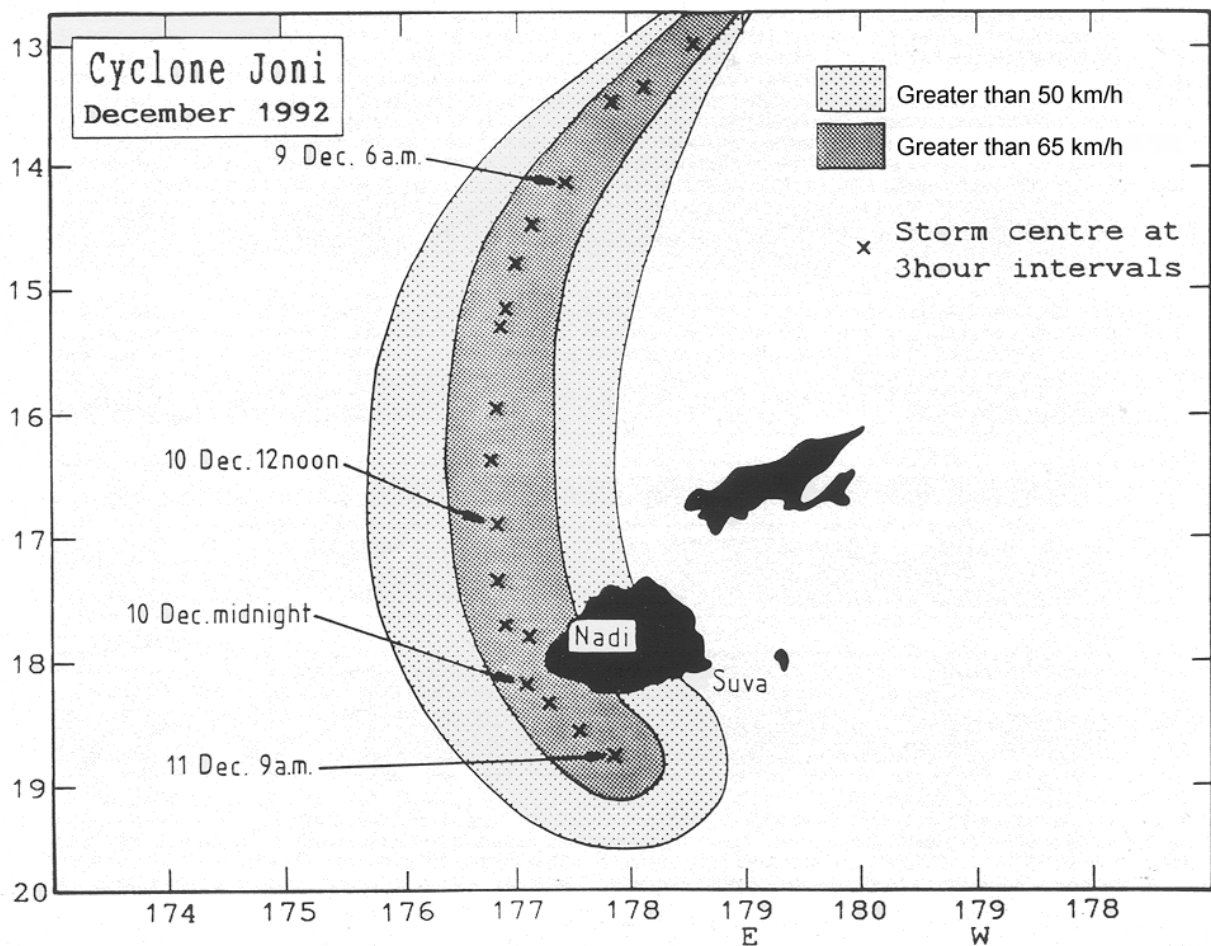 Cyclone Joni
December 1992
Greater than 50 km/h
Greater than 65 km/h
x Storm centre at
3hour intervals
9 Dec. 6a.m.
10 Dec. 12noon
10 Dec. midnight
11 Dec. 9a.m.
Nadi
Suva
13
14
15
16
17
18
19
20
174 175 176 177 178 179 180 179 178
E W